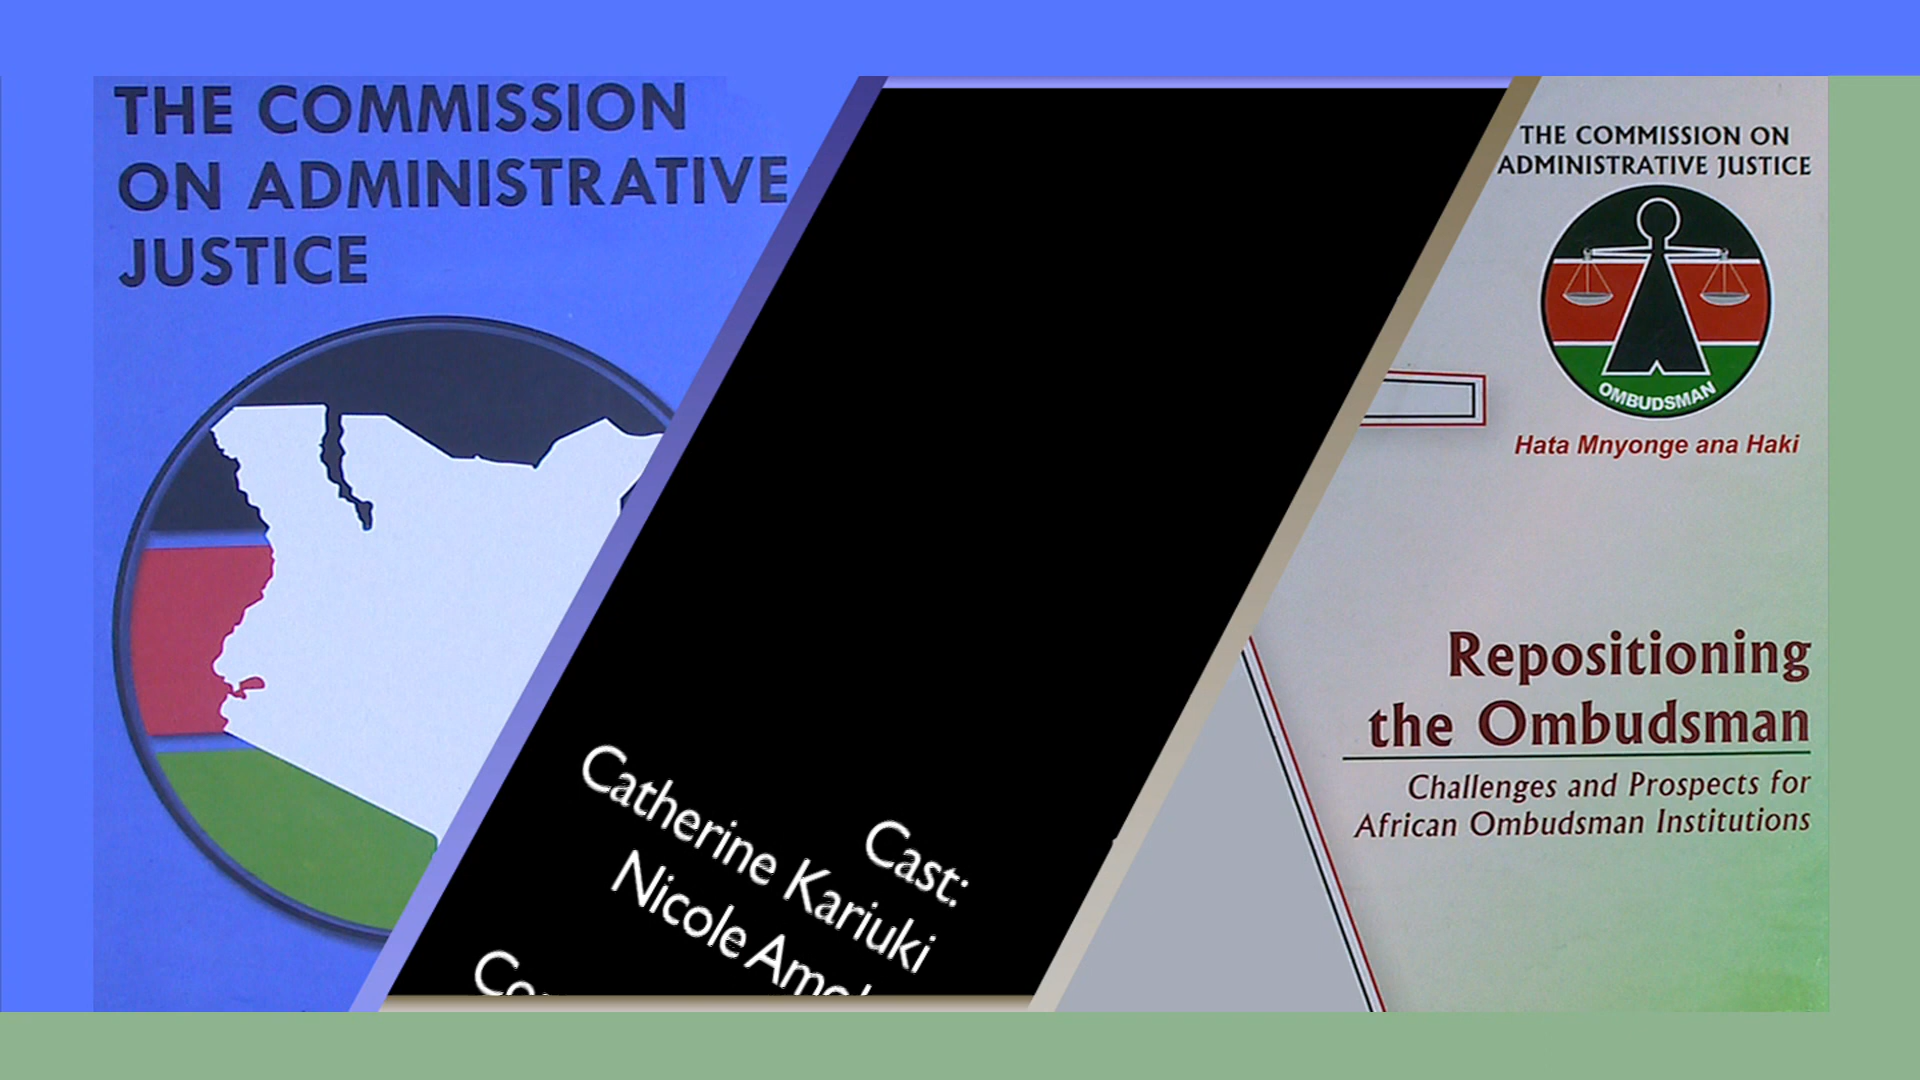 THE COMMISSION
ON ADMINISTRATIVE
JUSTICE
Cast:
Catherine Kariuki
Nicole
THE COMMISSION ON
ADMINISTRATIVE JUSTICE
OMBUDSMAN
Hata Mnyonge ana Haki
Repositioning
the Ombudsman
Challenges and Prospects for
African Ombudsman Institutions